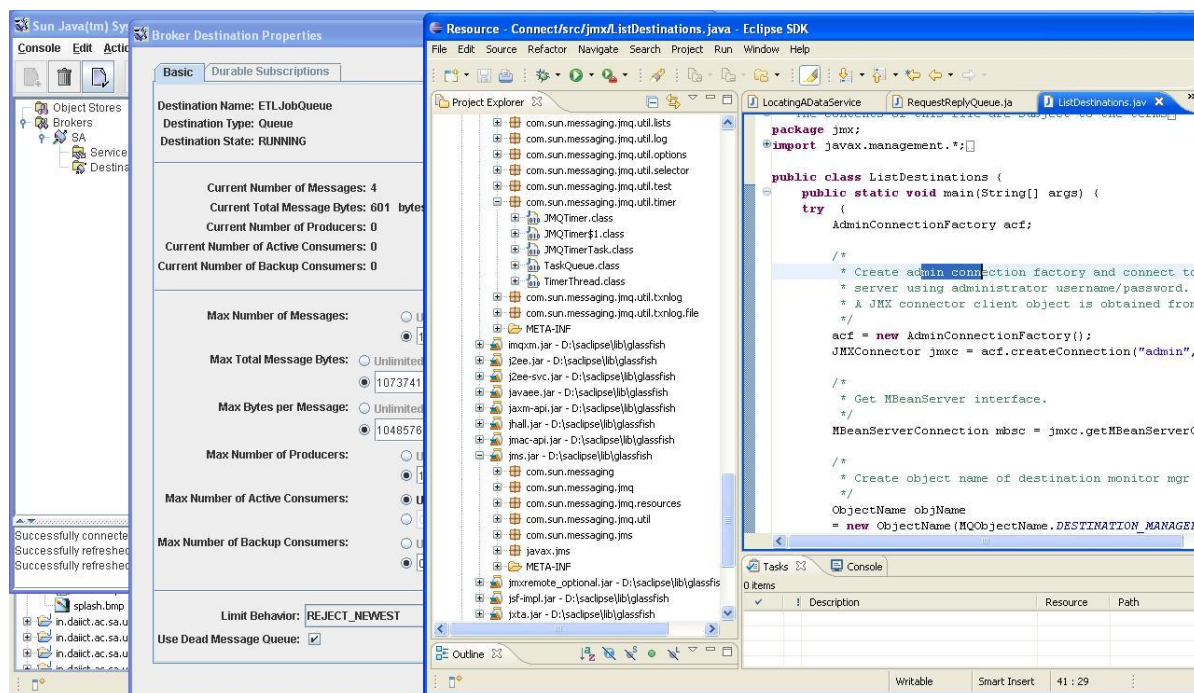 Sun Java(tm) Sy
Console Edit Actio
Object Stores
Brokers
SA
Service
Destina
Successfully connecte
Successfully refreshed
Successfully refreshed
splash.bmp
in.daiict.ac.sa.u
in.daiict.ac.sa.u
in.daiict.ac.sa.u
Broker Destination Properties
Basic Durable Subscriptions
Destination Name: ETLJobQueue
Destination Type: Queue
Destination State: RUNNING
Current Number of Messages: 4
Current Total Message Bytes: 601 bytes
Current Number of Producers: 0
Current Number of Active Consumers: 0
Current Number of Backup Consumers: 0
Max Number of Messages: U
1
Max Total Message Bytes: Unlimited
1073741
Max Bytes per Message: Unlimited
1048576
Max Number of Producers: U
1
Max Number of Active Consumers: U
Max Number of Backup Consumers: U
0
Limit Behavior: REJECT_NEWEST
Use Dead Message Queue:
Resource - Connect/src/jmx/ListDestinations.java - Eclipse SDK
File Edit Source Refactor Navigate Search Project Run Window Help
Project Explorer
com.sun.messaging.jmq.util.lists
com.sun.messaging.jmq.util.log
com.sun.messaging.jmq.util.options
com.sun.messaging.jmq.util.selector
com.sun.messaging.jmq.util.test
com.sun.messaging.jmq.util.timer
JMQTimer.class
JMQTimer$1.class
JMQTimerTask.class
TaskQueue.class
TimerThread.class
com.sun.messaging.jmq.util.txnlog
com.sun.messaging.jmq.util.txnlog.file
META-INF
imqxm.jar - D:\saclipse\lib\glassfish
j2ee.jar - D:\saclipse\lib\glassfish
j2ee-svc.jar - D:\saclipse\lib\glassfish
javaee.jar - D:\saclipse\lib\glassfish
jaxm-api.jar - D:\saclipse\lib\glassfish
jhall.jar - D:\saclipse\lib\glassfish
jmac-api.jar - D:\saclipse\lib\glassfish
jms.jar - D:\saclipse\lib\glassfish
com.sun.messaging
com.sun.messaging.jmq
com.sun.messaging.jmq.resources
com.sun.messaging.jmq.util
com.sun.messaging.jms
javax.jms
META-INF
jmxremote_optional.jar - D:\saclipse\lib\glassfis
jsf-impl.jar - D:\saclipse\lib\glassfish
jxta.jar - D:\saclipse\lib\glassfish
Outline
LocatingADataService RequestReplyQueue.ja ListDestinations.jav
The contents of this file are subject to the terms
package jmx;
import javax.management.*;
public class ListDestinations {
public static void main(String[] args) {
try {
AdminConnectionFactory acf;
/*
* Create admin connection factory and connect to
* server using administrator username/password.
* A JMX connector client object is obtained from
*/
acf = new AdminConnectionFactory();
JMXConnector jmxc = acf.createConnection("admin",
/*
* Get MBeanServer interface.
*/
MBeanServerConnection mbsc = jmxc.getMBeanServerC
/*
* Create object name of destination monitor mgr
*/
ObjectName objName
= new ObjectName(MQObjectName.DESTINATION_MANAGE
Tasks Console
0 items
! Description Resource Path
Writable Smart Insert 41 : 29